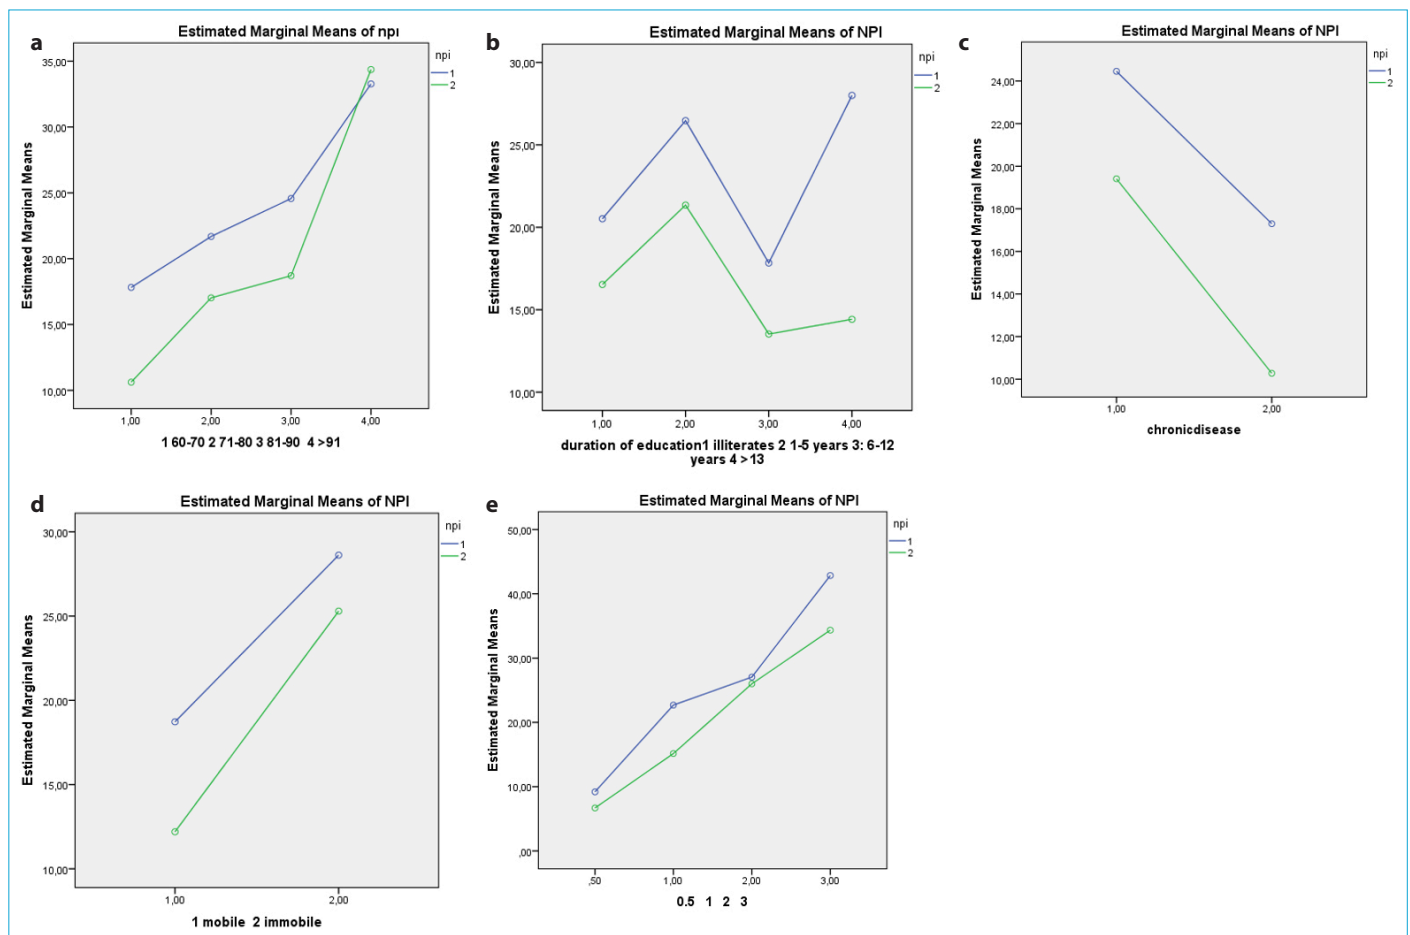 a
Estimated Marginal Means of npi
npi
1
2
35,00
30,00
25,00
20,00
15,00
10,00
Estimated Marginal Means
1,00 2,00 3,00 4,00
1 60-70 2 71-80 3 81-90 4 >91
b
Estimated Marginal Means of NPI
npi
1
2
30,00
25,00
20,00
15,00
10,00
Estimated Marginal Means
1,00 2,00 3,00 4,00
duration of education1 illiterates 2 1-5 years 3: 6-12
years 4 >13
c
Estimated Marginal Means of NPI
npi
1
2
24,00
22,00
20,00
18,00
16,00
14,00
12,00
10,00
Estimated Marginal Means
1,00 2,00
chronicdisease
d
Estimated Marginal Means of NPI
npi
1
2
30,00
25,00
20,00
15,00
10,00
Estimated Marginal Means
1,00 2,00
1 mobile 2 immobile
e
Estimated Marginal Means of NPI
npi
1
2
50,00
40,00
30,00
20,00
10,00
,00
Estimated Marginal Means
,50 1,00 2,00 3,00
0.5 1 2 3